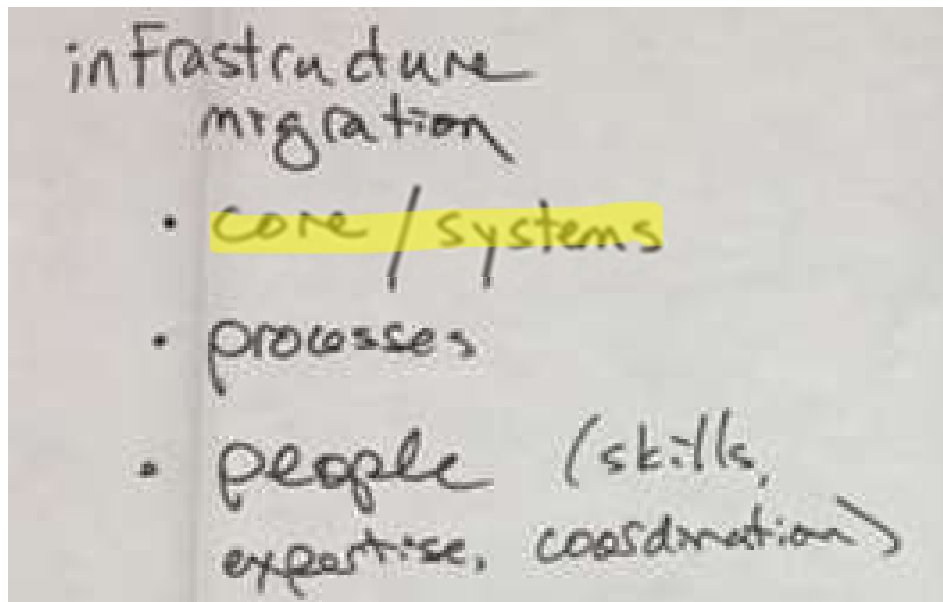 infrastructure
migration
• core / systems
• processes
• people (skills,
expertise, coordination)